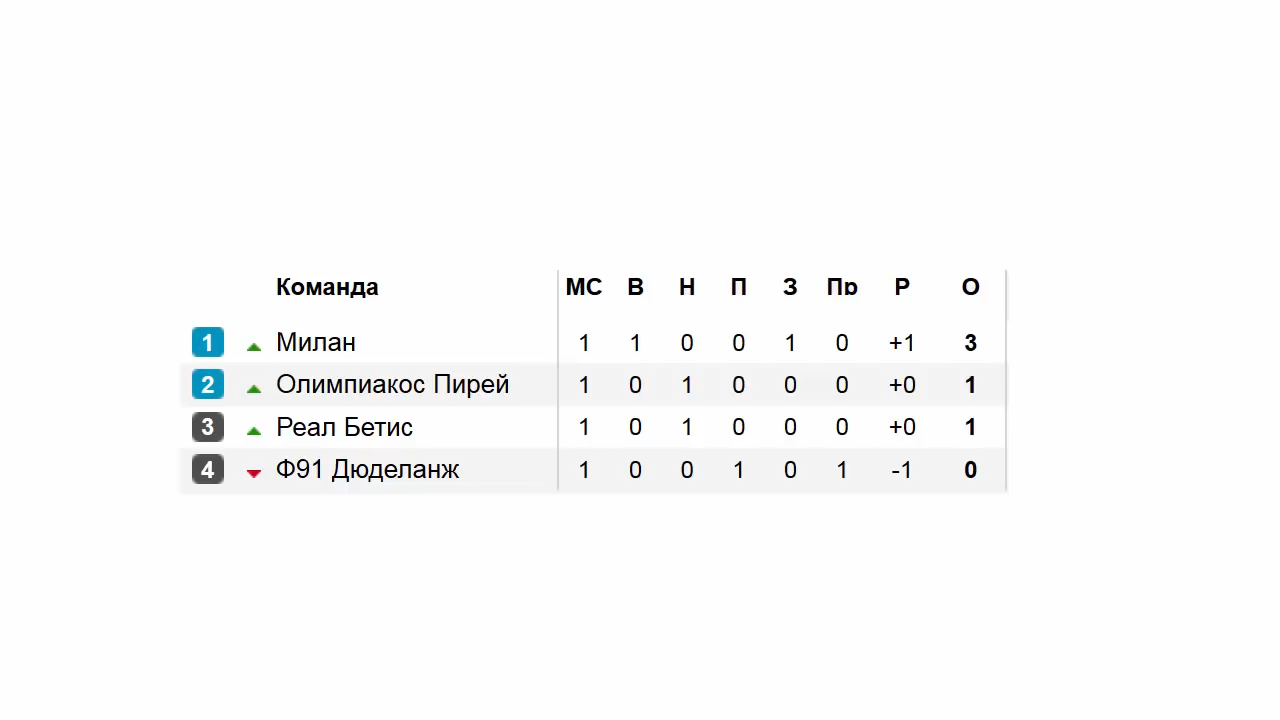 Команда МС В Н П З Пр Р О
1 Милан 1 1 0 0 1 0 +1 3
2 Олимпиакос Пирей 1 0 1 0 0 0 +0 1
3 Реал Бетис 1 0 1 0 0 0 +0 1
4 Ф91 Дюделанж 1 0 0 1 0 1 -1 0